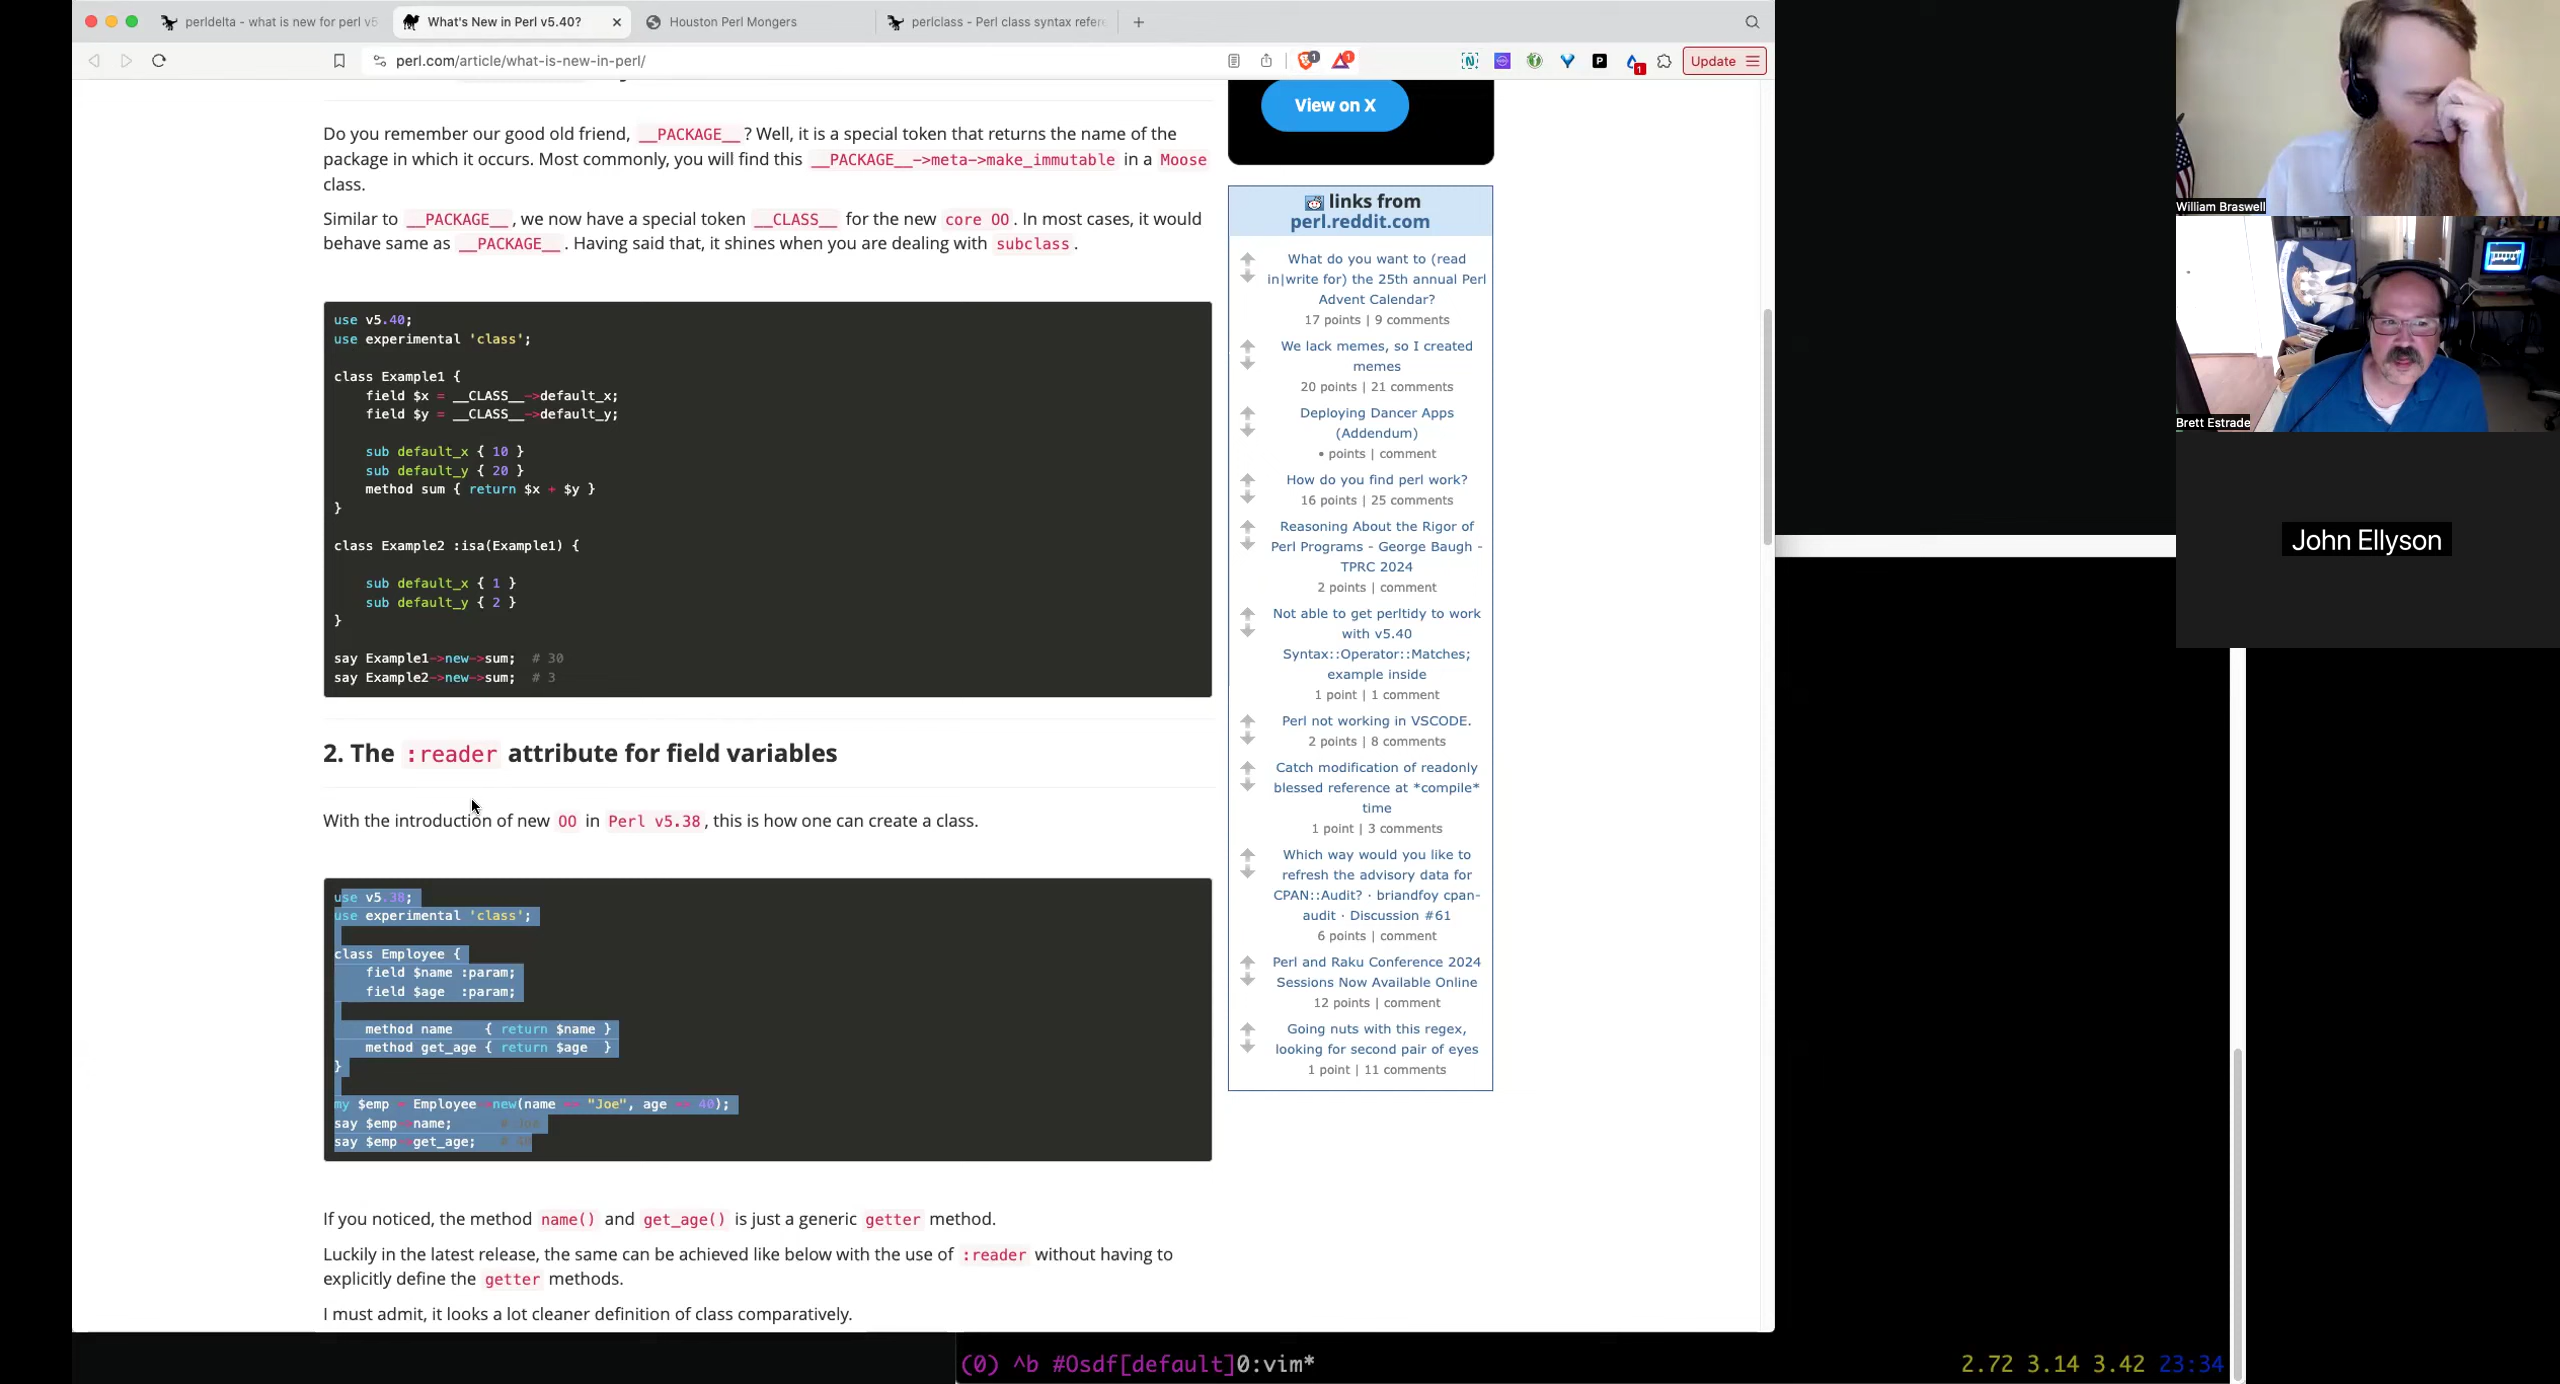 perldelta - what is new for perl v5
What's New in Perl v5.40?
Houston Perl Mongers
perlclass - Perl class syntax refere
perl.com/article/what-is-new-in-perl/
Update
Do you remember our good old friend, __PACKAGE__? Well, it is a special token that returns the name of the
package in which it occurs. Most commonly, you will find this __PACKAGE__->meta->make_immutable in a Moose
class.
Similar to __PACKAGE__, we now have a special token __CLASS__ for the new core OO. In most cases, it would
behave same as __PACKAGE__. Having said that, it shines when you are dealing with subclass.
use v5.40;
use experimental 'class';
class Example1 {
    field $x = __CLASS__->default_x;
    field $y = __CLASS__->default_y;
    sub default_x { 10 }
    sub default_y { 20 }
    method sum { return $x + $y }
}
class Example2 :isa(Example1) {
    sub default_x { 1 }
    sub default_y { 2 }
}
say Example1->new->sum;  # 30
say Example2->new->sum;  # 3
2. The :reader attribute for field variables
With the introduction of new OO in Perl v5.38, this is how one can create a class.
use v5.38;
use experimental 'class';
class Employee {
    field $name :param;
    field $age  :param;
    method name    { return $name }
    method get_age { return $age  }
}
my $emp = Employee->new(name => "Joe", age => 40);
say $emp->name;      # Joe
say $emp->get_age;   # 40
If you noticed, the method name() and get_age() is just a generic getter method.
Luckily in the latest release, the same can be achieved like below with the use of :reader without having to
explicitly define the getter methods.
I must admit, it looks a lot cleaner definition of class comparatively.
View on X
links from
perl.reddit.com
What do you want to (read
in|write for) the 25th annual Perl
Advent Calendar?
17 points | 9 comments
We lack memes, so I created
memes
20 points | 21 comments
Deploying Dancer Apps
(Addendum)
• points | comment
How do you find perl work?
16 points | 25 comments
Reasoning About the Rigor of
Perl Programs - George Baugh -
TPRC 2024
2 points | comment
Not able to get perltidy to work
with v5.40
Syntax::Operator::Matches;
example inside
1 point | 1 comment
Perl not working in VSCODE.
2 points | 8 comments
Catch modification of readonly
blessed reference at *compile*
time
1 point | 3 comments
Which way would you like to
refresh the advisory data for
CPAN::Audit? · briandfoy cpan-
audit · Discussion #61
6 points | comment
Perl and Raku Conference 2024
Sessions Now Available Online
12 points | comment
Going nuts with this regex,
looking for second pair of eyes
1 point | 11 comments
William Braswell
Brett Estrade
John Ellyson
(0) ^b #Osdf[default]0:vim*
2.72 3.14 3.42 23:34